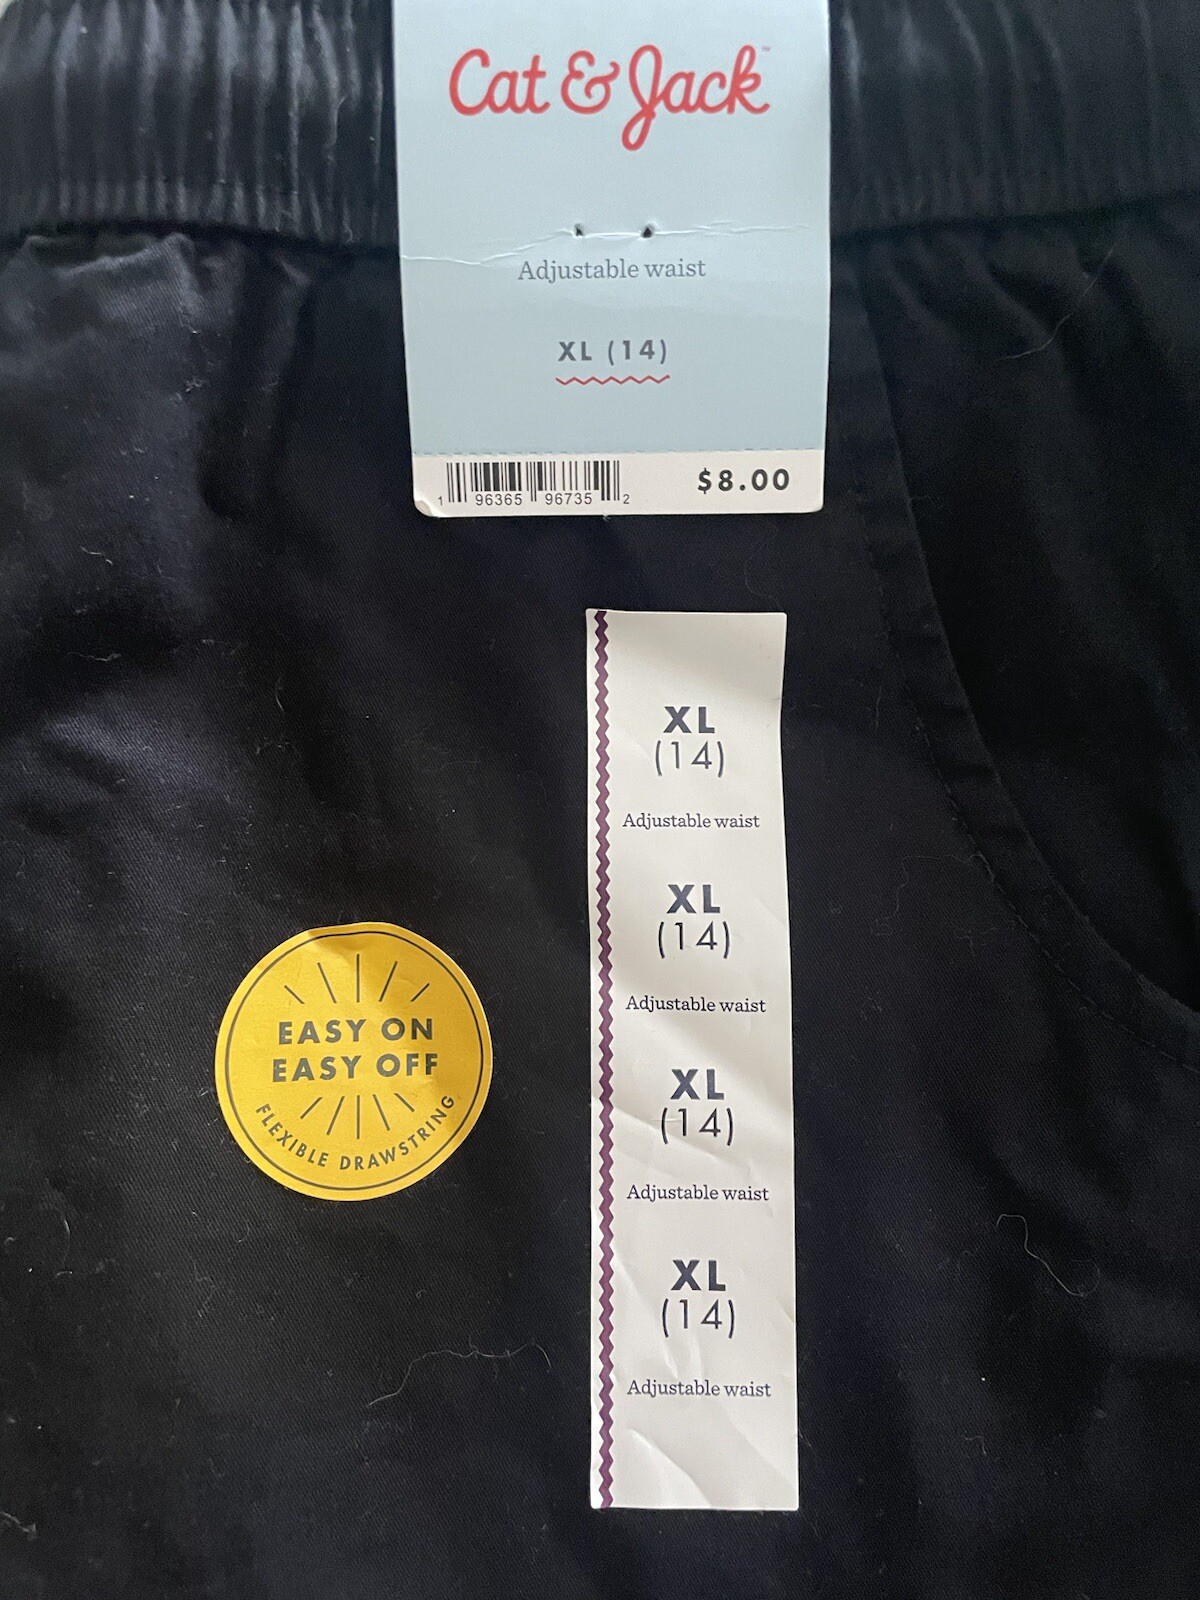 Cat & Jack™
Adjustable waist
XL (14)
1 96365 96735 2
$8.00
XL
(14)
Adjustable waist
XL
(14)
Adjustable waist
XL
(14)
Adjustable waist
XL
(14)
Adjustable waist
EASY ON
EASY OFF
FLEXIBLE DRAWSTRING